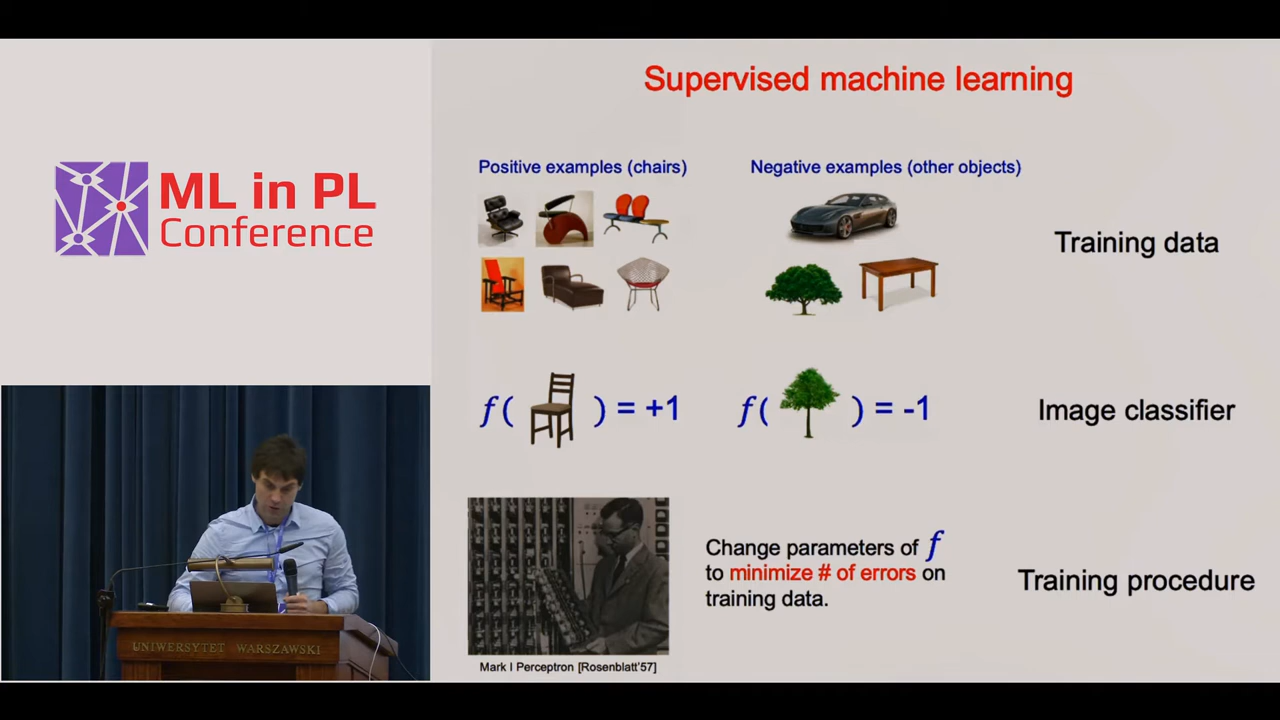 ML in PL
Conference
Supervised machine learning
Positive examples (chairs)
Negative examples (other objects)
Training data
f( ) = +1
f( ) = -1
Image classifier
Change parameters of f
to minimize # of errors on
training data.
Training procedure
Mark I Perceptron [Rosenblatt'57]
UNIWERSYTET WARSZAWSKI